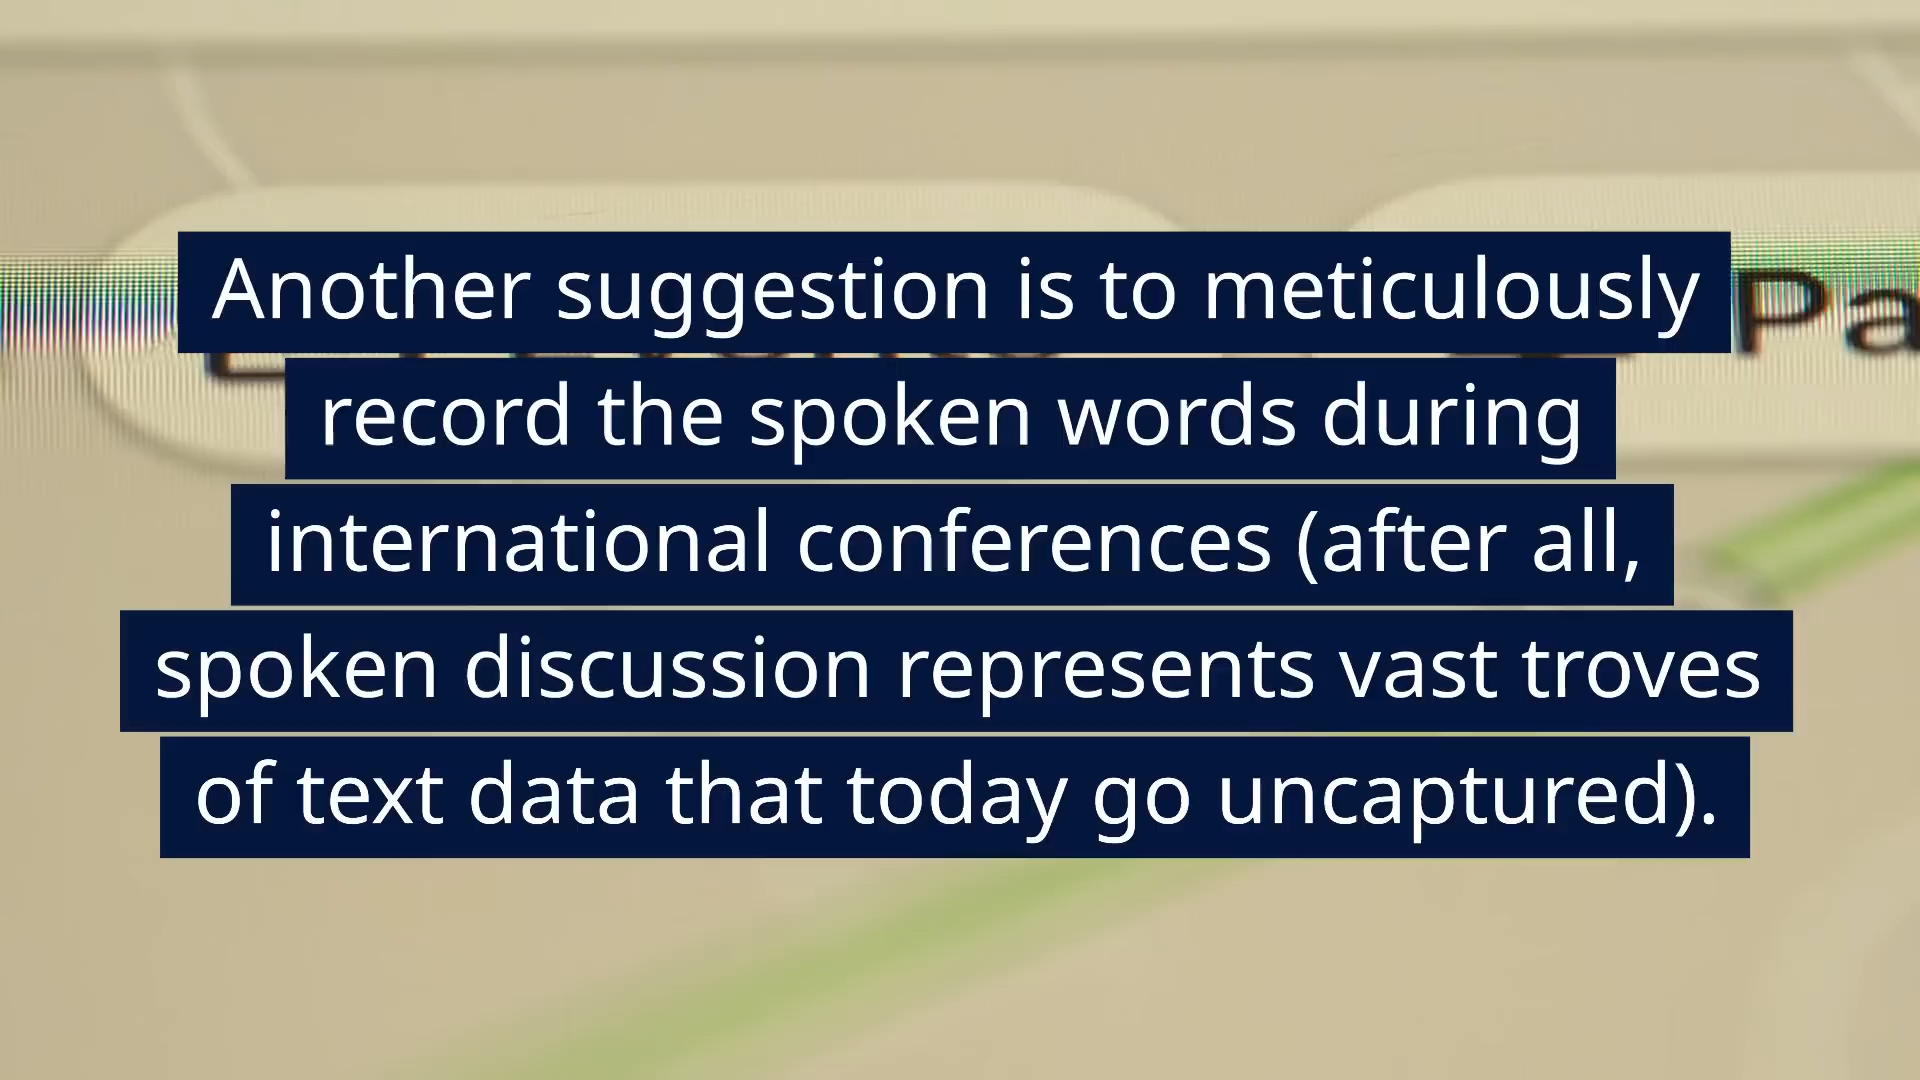 Another suggestion is to meticulously
record the spoken words during
international conferences (after all,
spoken discussion represents vast troves
of text data that today go uncaptured).
Pa